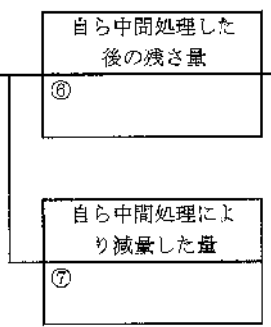 自ら中間処理した
後の残さ量
⑥
自ら中間処理によ
り減量した量
⑦